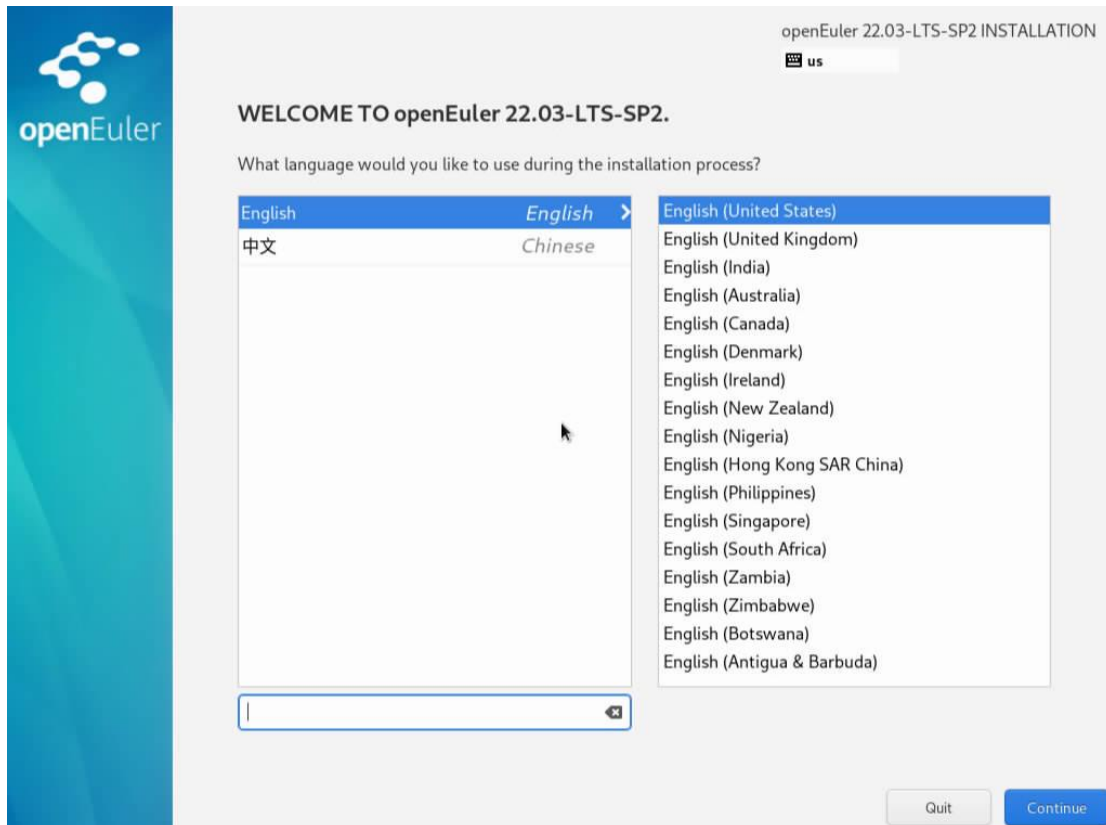 openEuler
openEuler 22.03-LTS-SP2 INSTALLATION
us
WELCOME TO openEuler 22.03-LTS-SP2.
What language would you like to use during the installation process?
English English
中文 Chinese
English (United States)
English (United Kingdom)
English (India)
English (Australia)
English (Canada)
English (Denmark)
English (Ireland)
English (New Zealand)
English (Nigeria)
English (Hong Kong SAR China)
English (Philippines)
English (Singapore)
English (South Africa)
English (Zambia)
English (Zimbabwe)
English (Botswana)
English (Antigua & Barbuda)
Quit
Continue